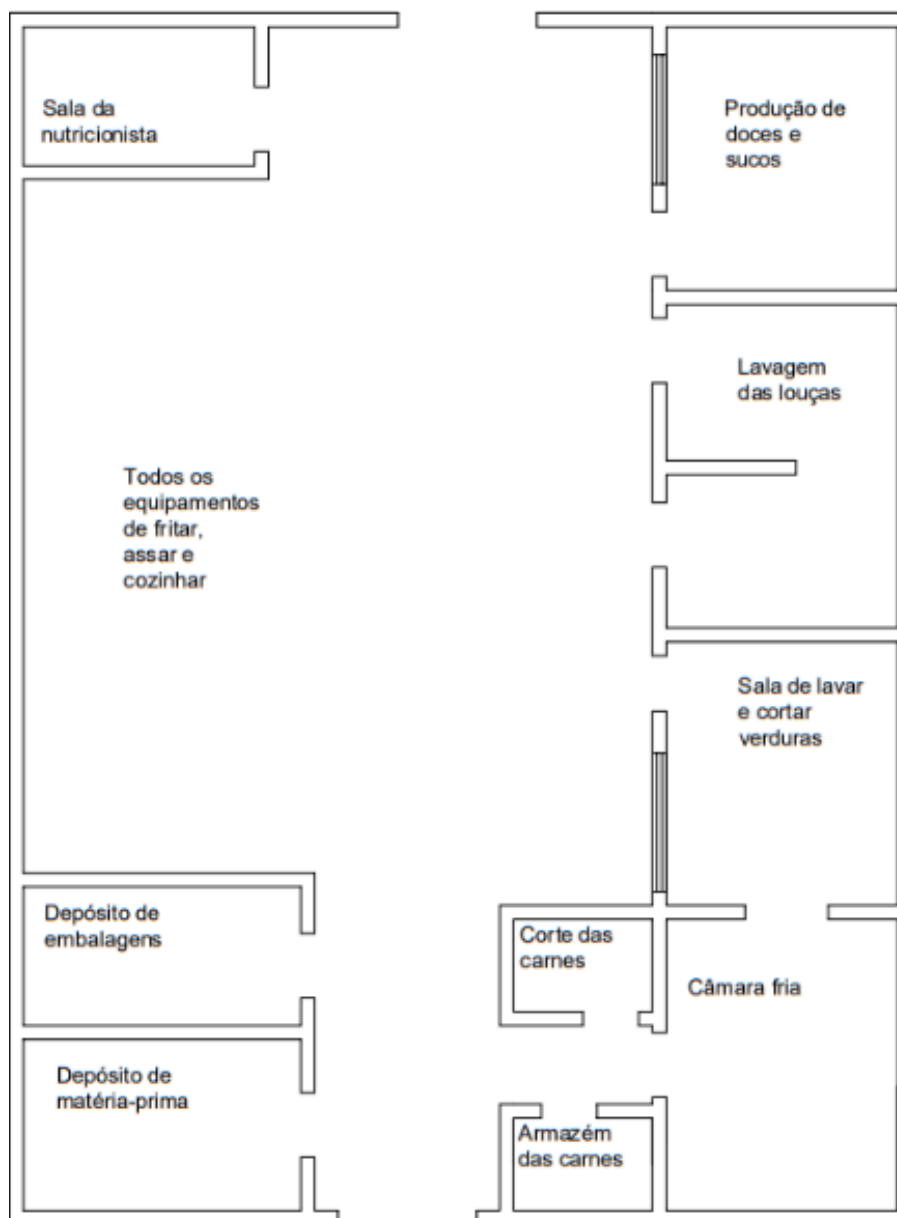 Sala da
nutricionista
Produção de
doces e
sucos
Lavagem
das louças
Todos os
equipamentos
de fritar,
assar e
cozinhar
Sala de lavar
e cortar
verduras
Depósito de
embalagens
Corte das
carnes
Câmara fria
Depósito de
matéria-prima
Armazém
das carnes